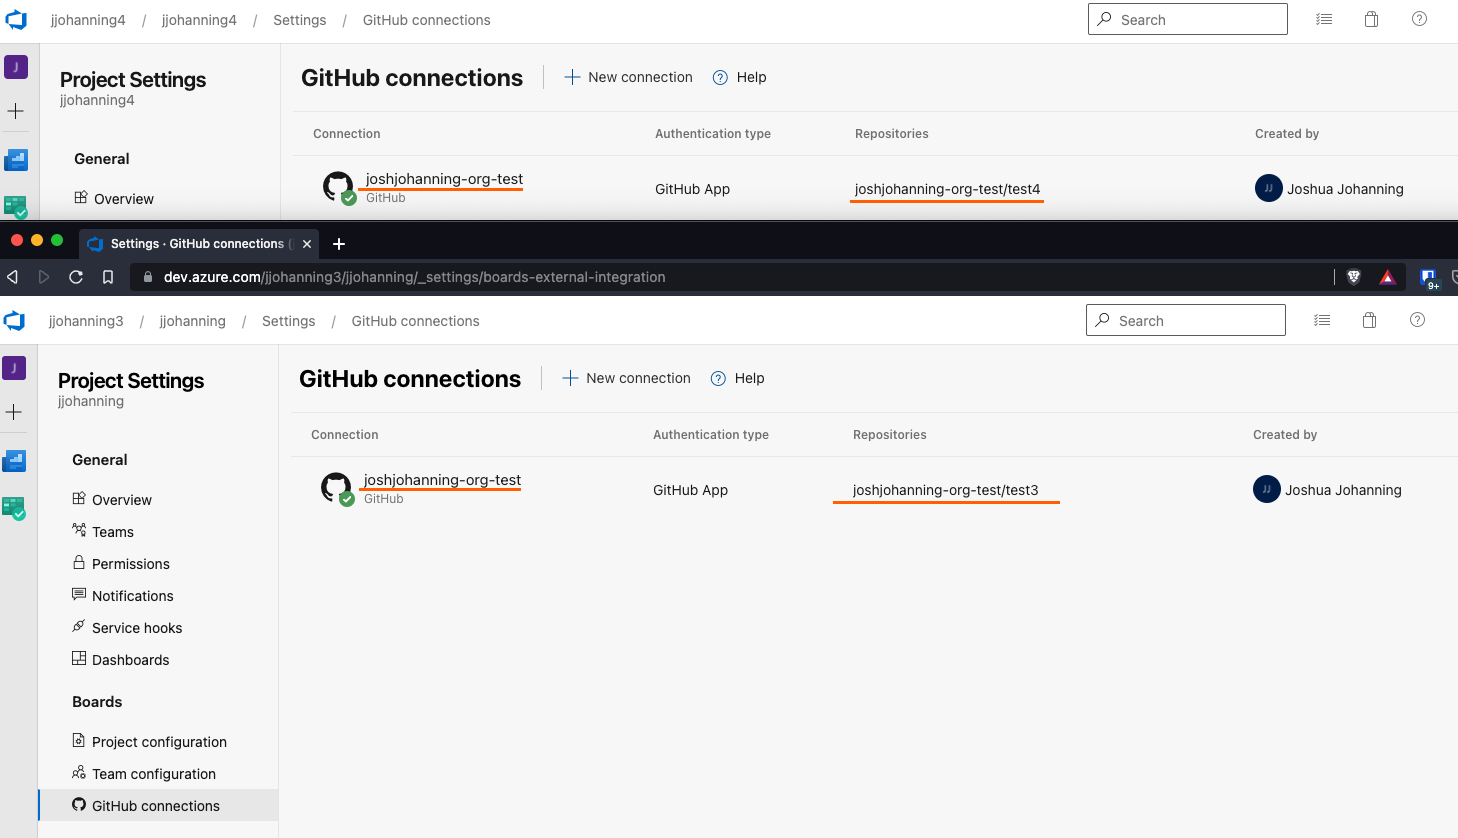 jjohanning4 / jjohanning4 / Settings / GitHub connections
Search
J
Project Settings
jjohanning4
General
Overview
GitHub connections
New connection
Help
Connection Authentication type Repositories Created by
joshjohanning-org-test
GitHub
GitHub App
joshjohanning-org-test/test4
JJ Joshua Johanning
Settings · GitHub connections (
dev.azure.com/jjohanning3/jjohanning/_settings/boards-external-integration
9+
jjohanning3 / jjohanning / Settings / GitHub connections
Search
J
Project Settings
jjohanning
General
Overview
Teams
Permissions
Notifications
Service hooks
Dashboards
Boards
Project configuration
Team configuration
GitHub connections
GitHub connections
New connection
Help
Connection Authentication type Repositories Created by
joshjohanning-org-test
GitHub
GitHub App
joshjohanning-org-test/test3
JJ Joshua Johanning